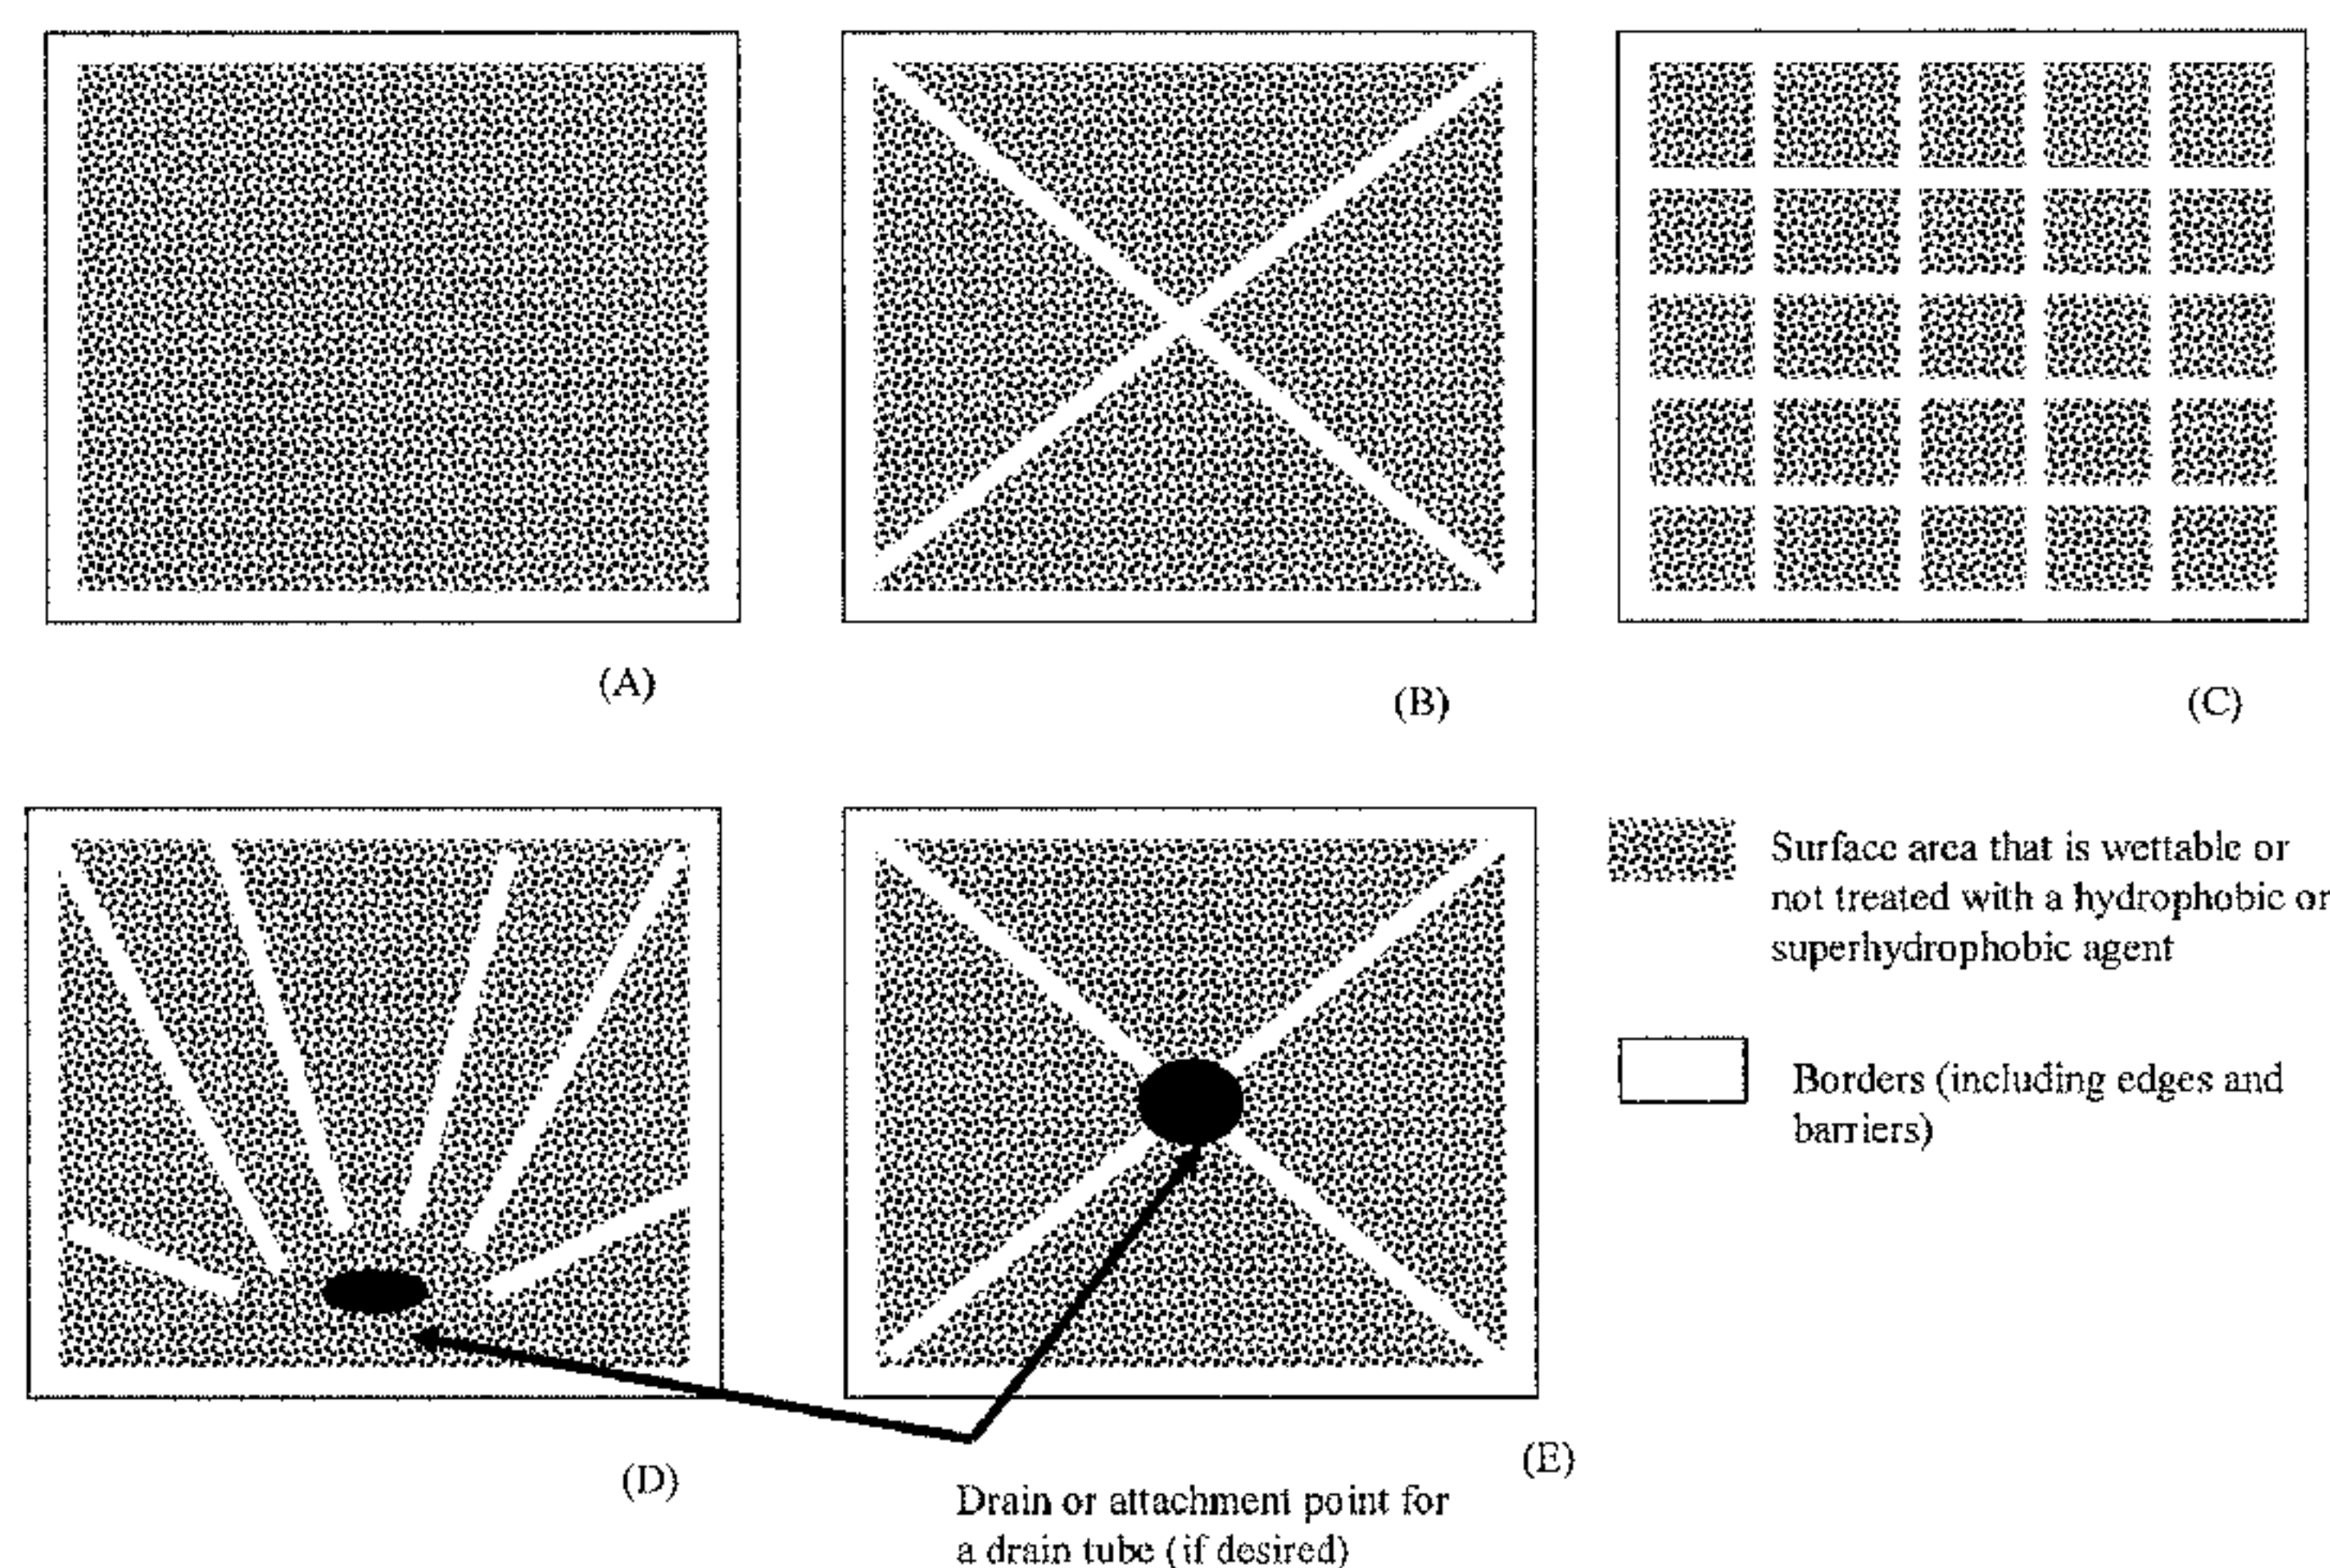 (A)
(B)
(C)
Surface area that is wettable or
not treated with a hydrophobic or
superhydrophobic agent
Borders (including edges and
barriers)
(D)
(E)
Drain or attachment point for
a drain tube (if desired)